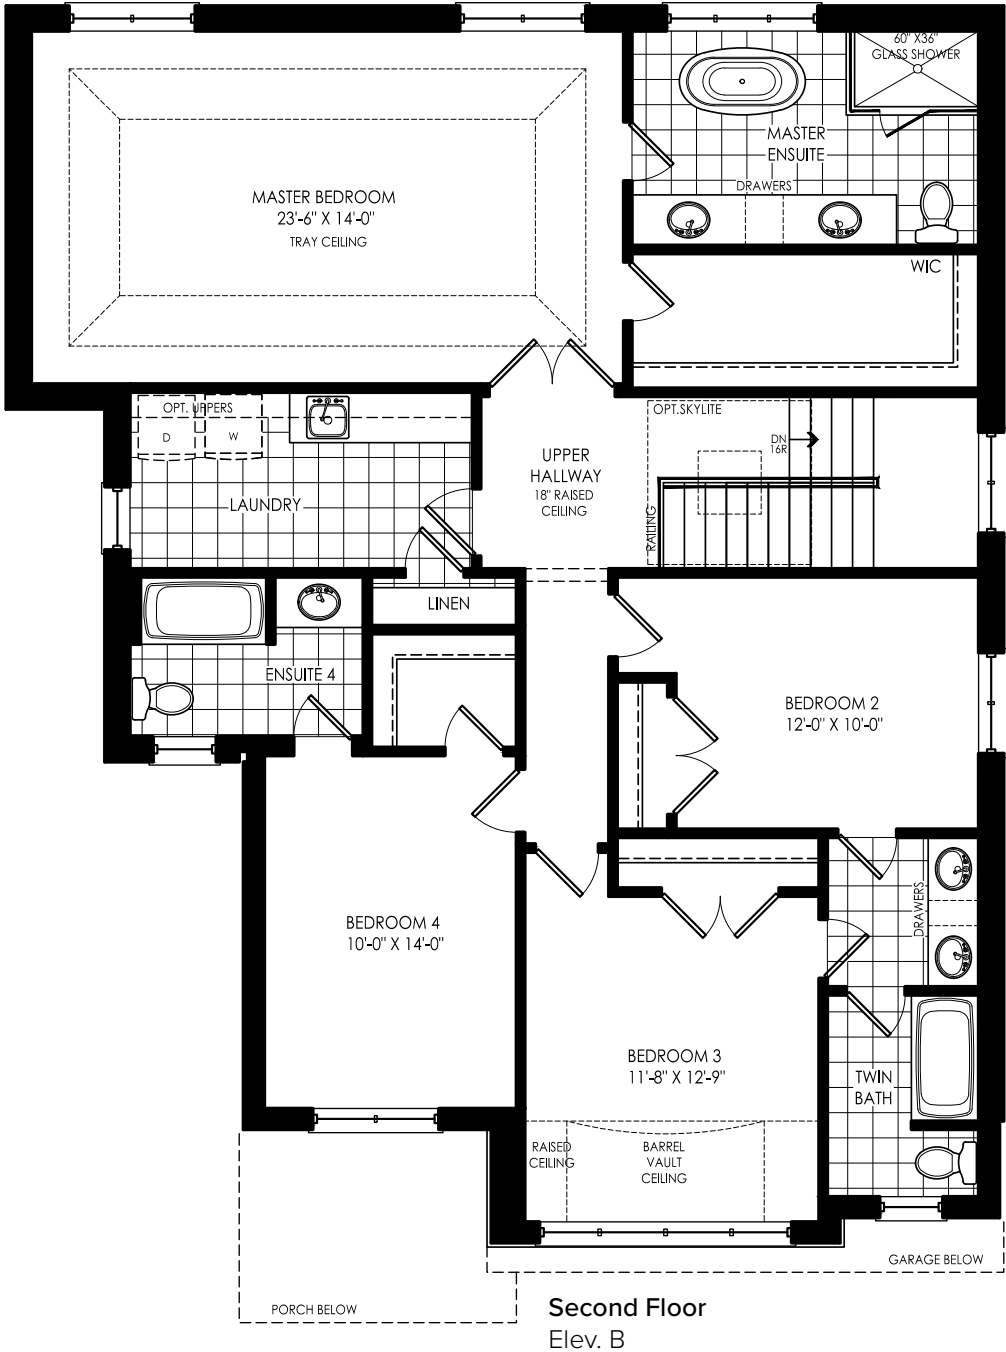 60" X36"
GLASS SHOWER
MASTER
ENSUITE
DRAWERS
MASTER BEDROOM
23'-6" X 14'-0"
TRAY CEILING
WIC
OPT. UPPERS
D
W
OPT.SKYLITE
DN
16R
UPPER
HALLWAY
18" RAISED
CEILING
LAUNDRY
RAILING
LINEN
ENSUITE 4
BEDROOM 2
12'-0" X 10'-0"
DRAWERS
BEDROOM 4
10'-0" X 14'-0"
BEDROOM 3
11'-8" X 12'-9"
TWIN
BATH
RAISED
CEILING
BARREL
VAULT
CEILING
GARAGE BELOW
PORCH BELOW
Second Floor
Elev. B